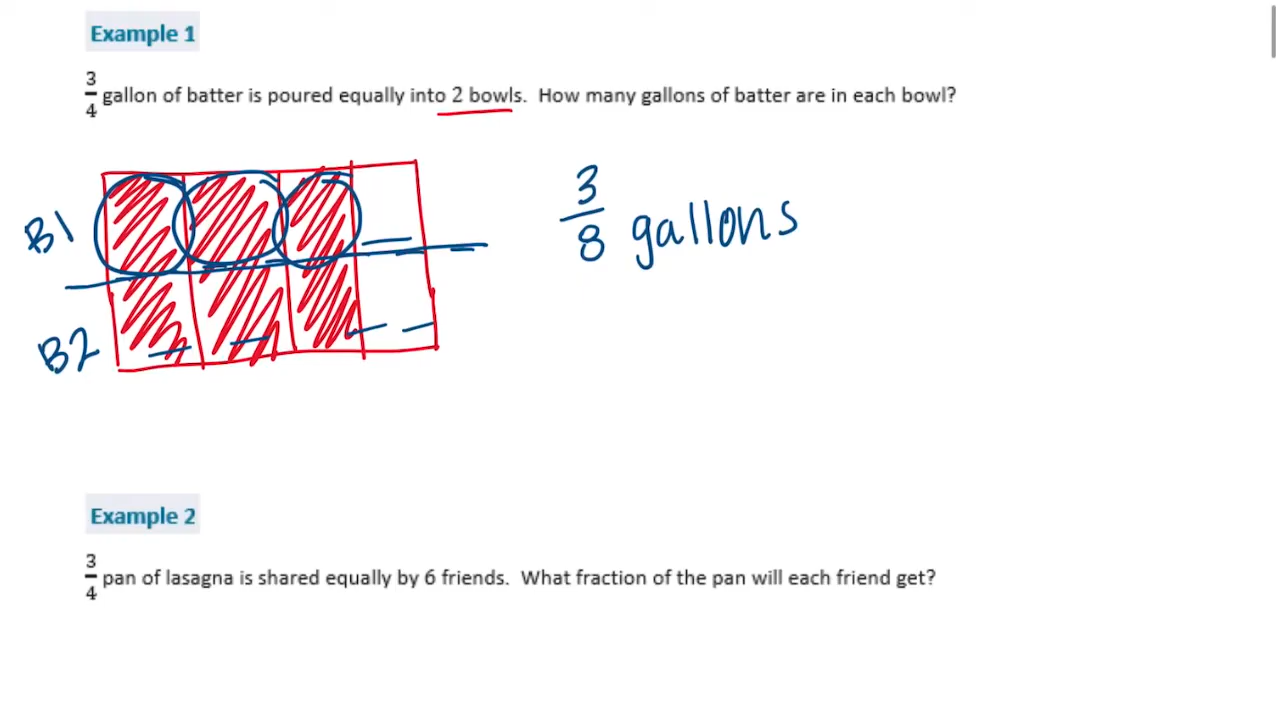 Example 1
3/4 gallon of batter is poured equally into 2 bowls. How many gallons of batter are in each bowl?
B1
B2
3/8 gallons
Example 2
3/4 pan of lasagna is shared equally by 6 friends. What fraction of the pan will each friend get?